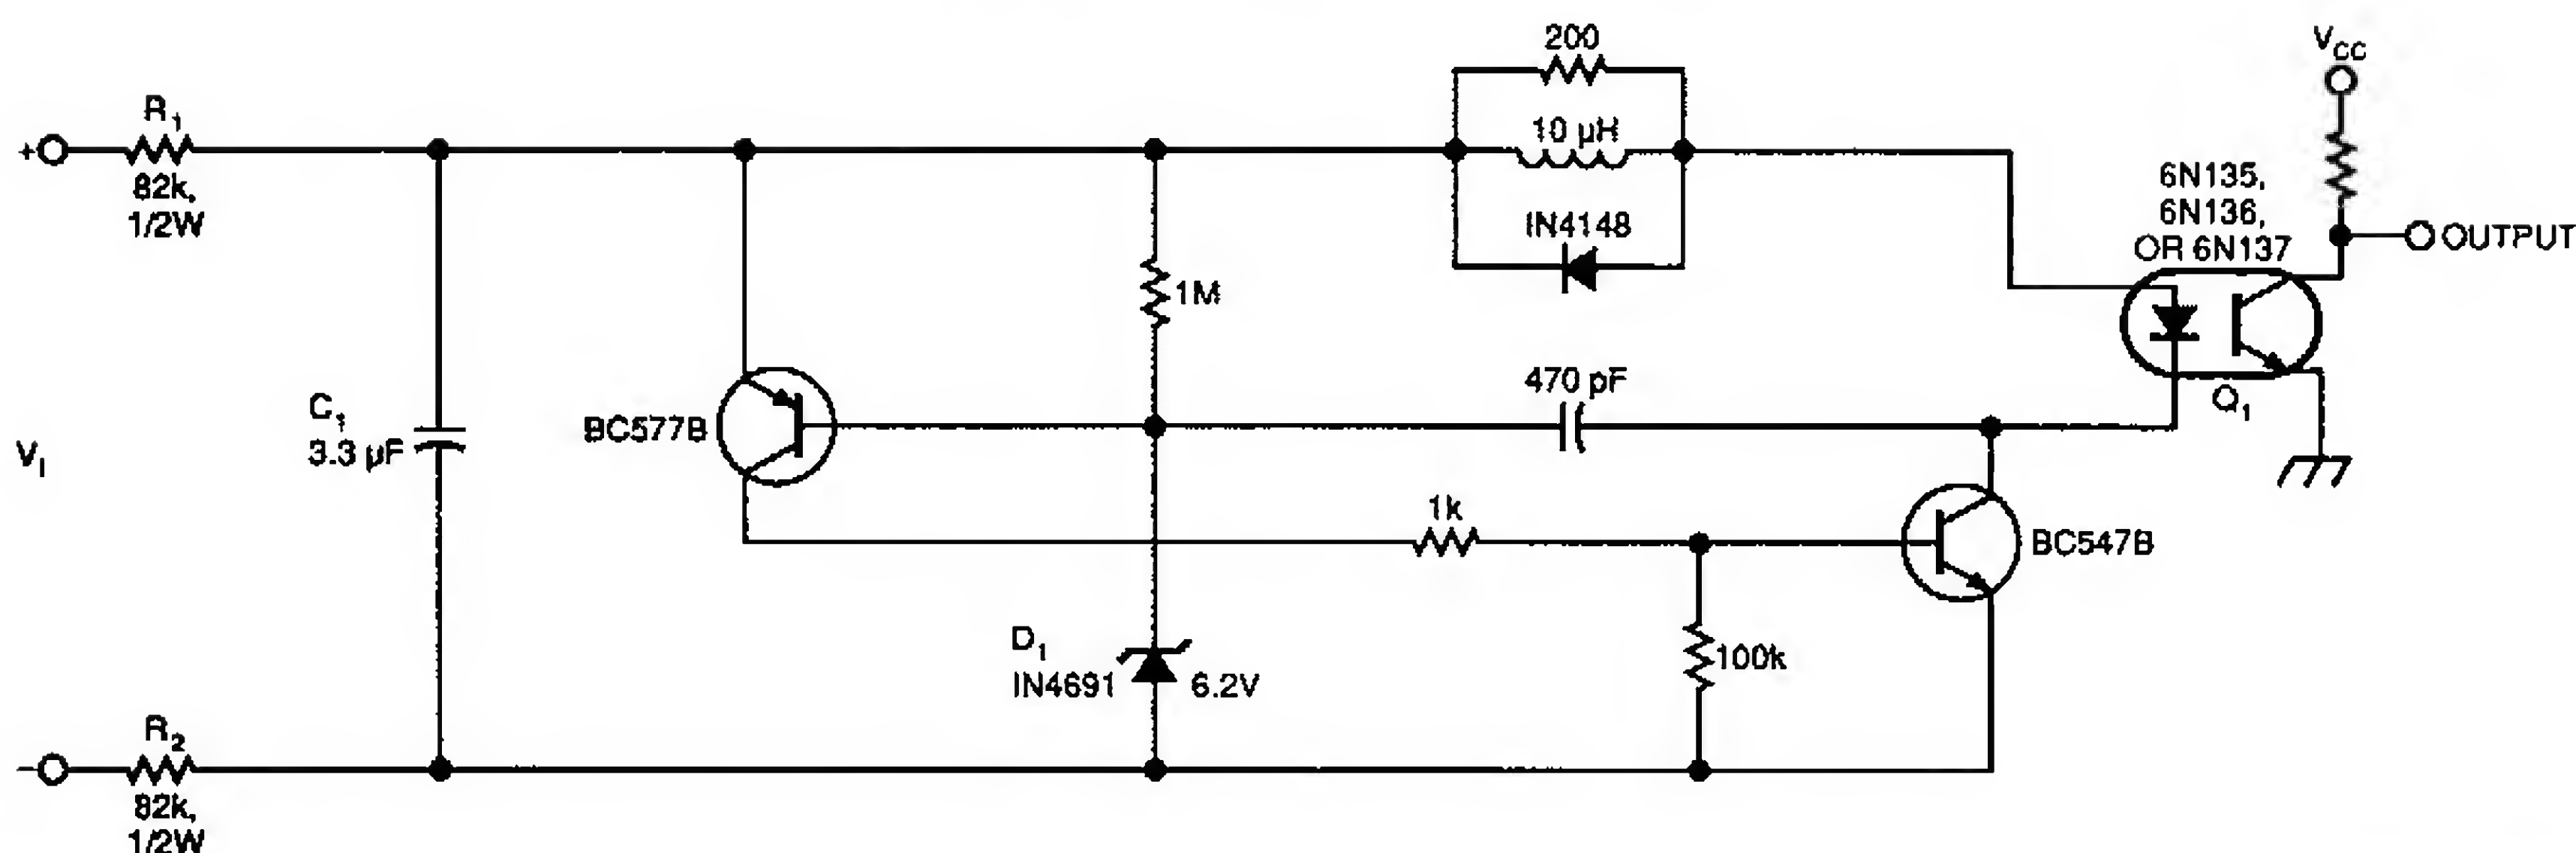 200
VCC
R1
10 µH
82k,
1/2W
6N135,
6N136,
OR 6N137
IN4148
OUTPUT
1M
470 pF
C1
3.3 µF
BC577B
Q1
VI
1k
BC547B
D1
IN4691
6.2V
100k
R2
82k,
1/2W
+
−